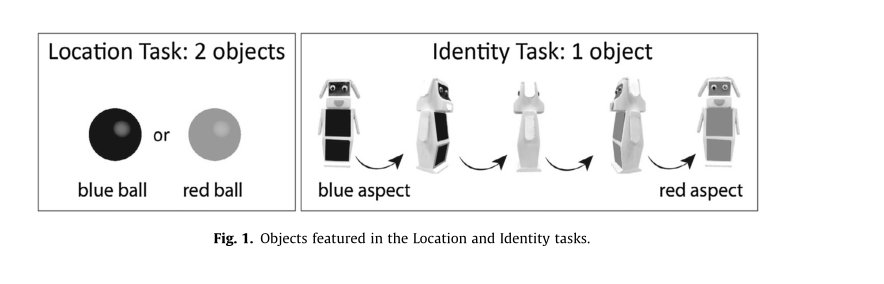 Location Task: 2 objects
or
blue ball
red ball
Identity Task: 1 object
blue aspect
red aspect
Fig. 1. Objects featured in the Location and Identity tasks.